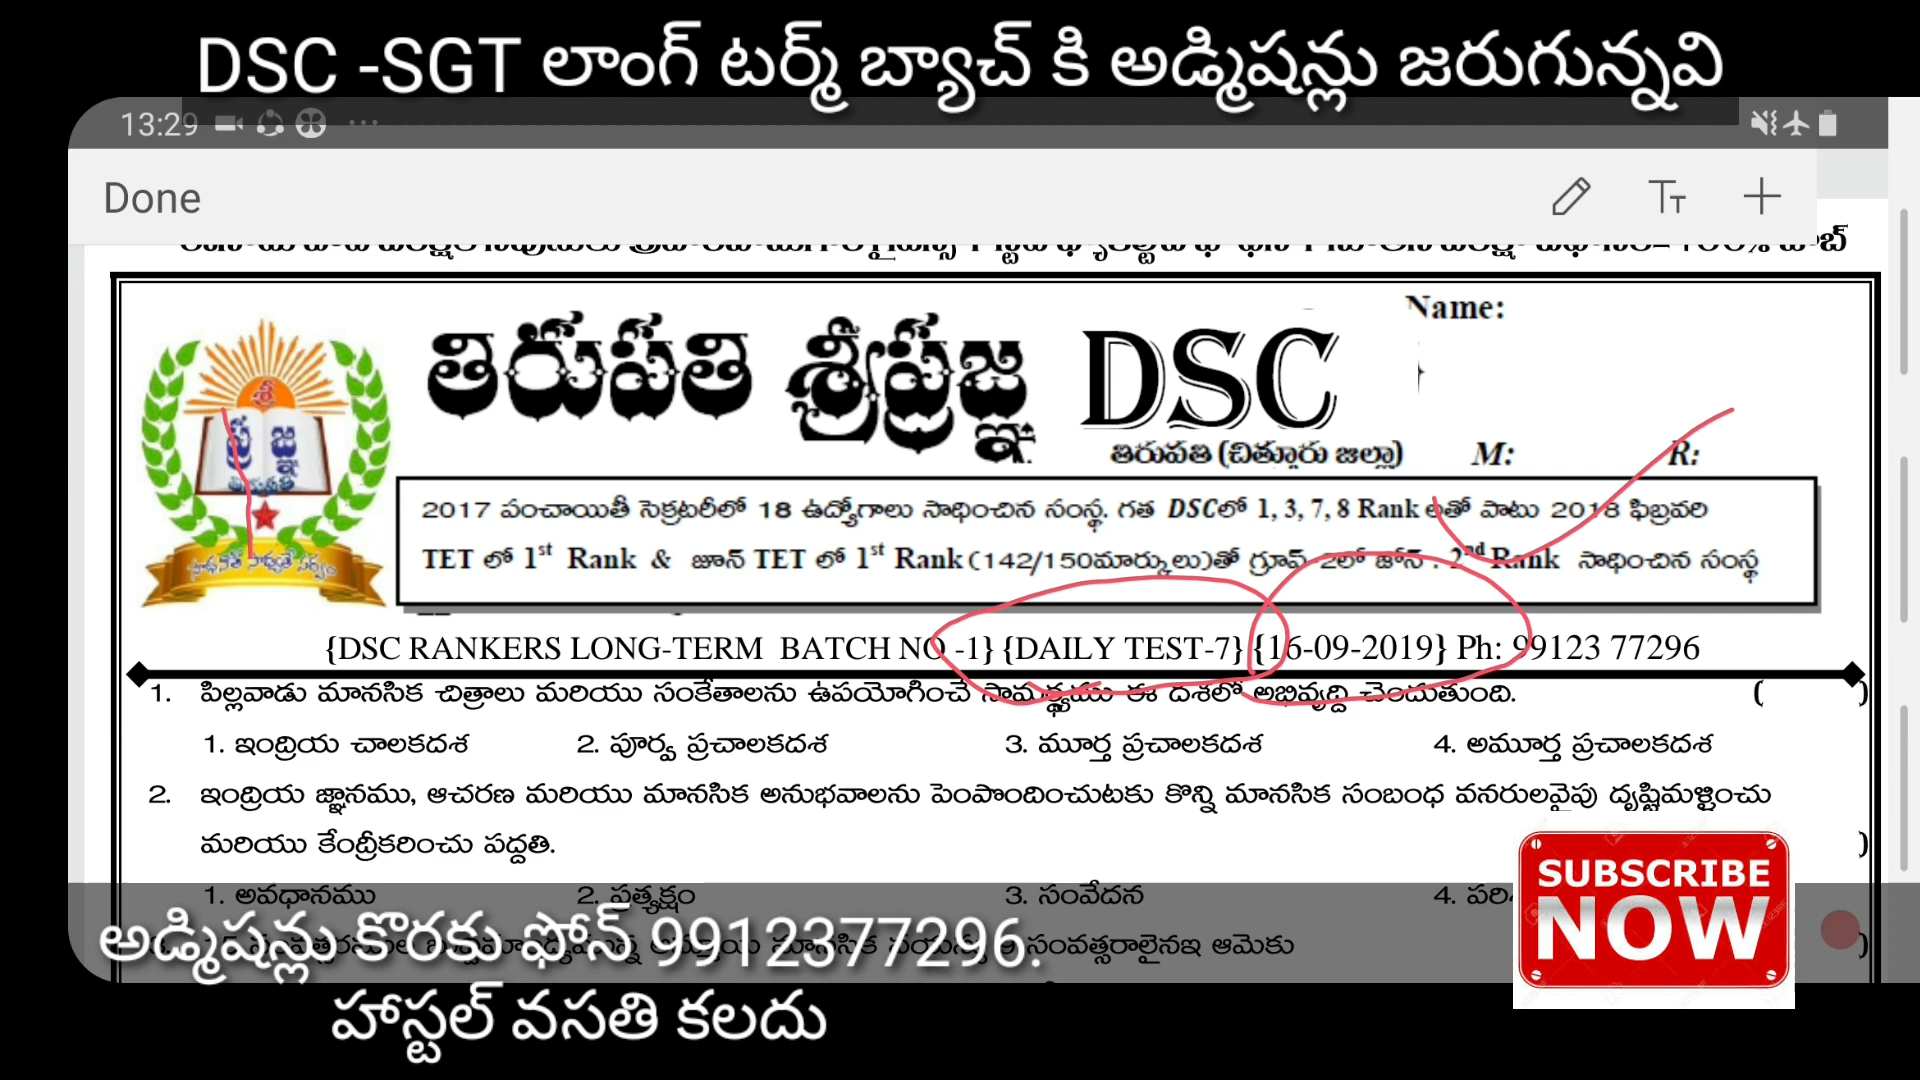 DSC -SGT లాంగ్ టర్మ్ బ్యాచ్ కి అడ్మిషన్లు జరుగున్నవి
13:29
Done
Name:
తిరుపతి శ్రీప్రజ్ఞ DSC
శ్రీ
ప్రజ్ఞ
తిరుపతి
తిరుపతి (చిత్తూరు జిల్లా) M: R:
2017 పంచాయితీ సెక్రటరీలో 18 ఉద్యోగాలు సాధించిన సంస్థ. గత DSCలో 1, 3, 7, 8 Rank లతో పాటు 2018 ఫిబ్రవరి
TET లో 1st Rank & జూన్ TET లో 1st Rank (142/150మార్కులు)తో గ్రూప్-2లో జోన్ . 2nd Rank సాధించిన సంస్థ
{DSC RANKERS LONG-TERM BATCH NO -1} {DAILY TEST-7} {16-09-2019} Ph: 99123 77296
1. పిల్లవాడు మానసిక చిత్రాలు మరియు సంకేతాలను ఉపయోగించే సామర్థ్యము ఈ దశలో అభివృద్ది చెందుతుంది. ( )
1. ఇంద్రియ చాలకదశ 2. పూర్వ ప్రచాలకదశ 3. మూర్త ప్రచాలకదశ 4. అమూర్త ప్రచాలకదశ
2. ఇంద్రియ జ్ఞానము, ఆచరణ మరియు మానసిక అనుభవాలను పెంపొందించుటకు కొన్ని మానసిక సంబంధ వనరులవైపు దృష్టిమళ్లించు
మరియు కేంద్రీకరించు పద్దతి. )
1. అవధానము 2. ప్రత్యక్షం 3. సంవేదన 4.
సంవత్సరాలైనఇ ఆమెకు )
అడ్మిషన్లు కొరకు ఫోన్ 9912377296.
హాస్టల్ వసతి కలదు
SUBSCRIBE
NOW